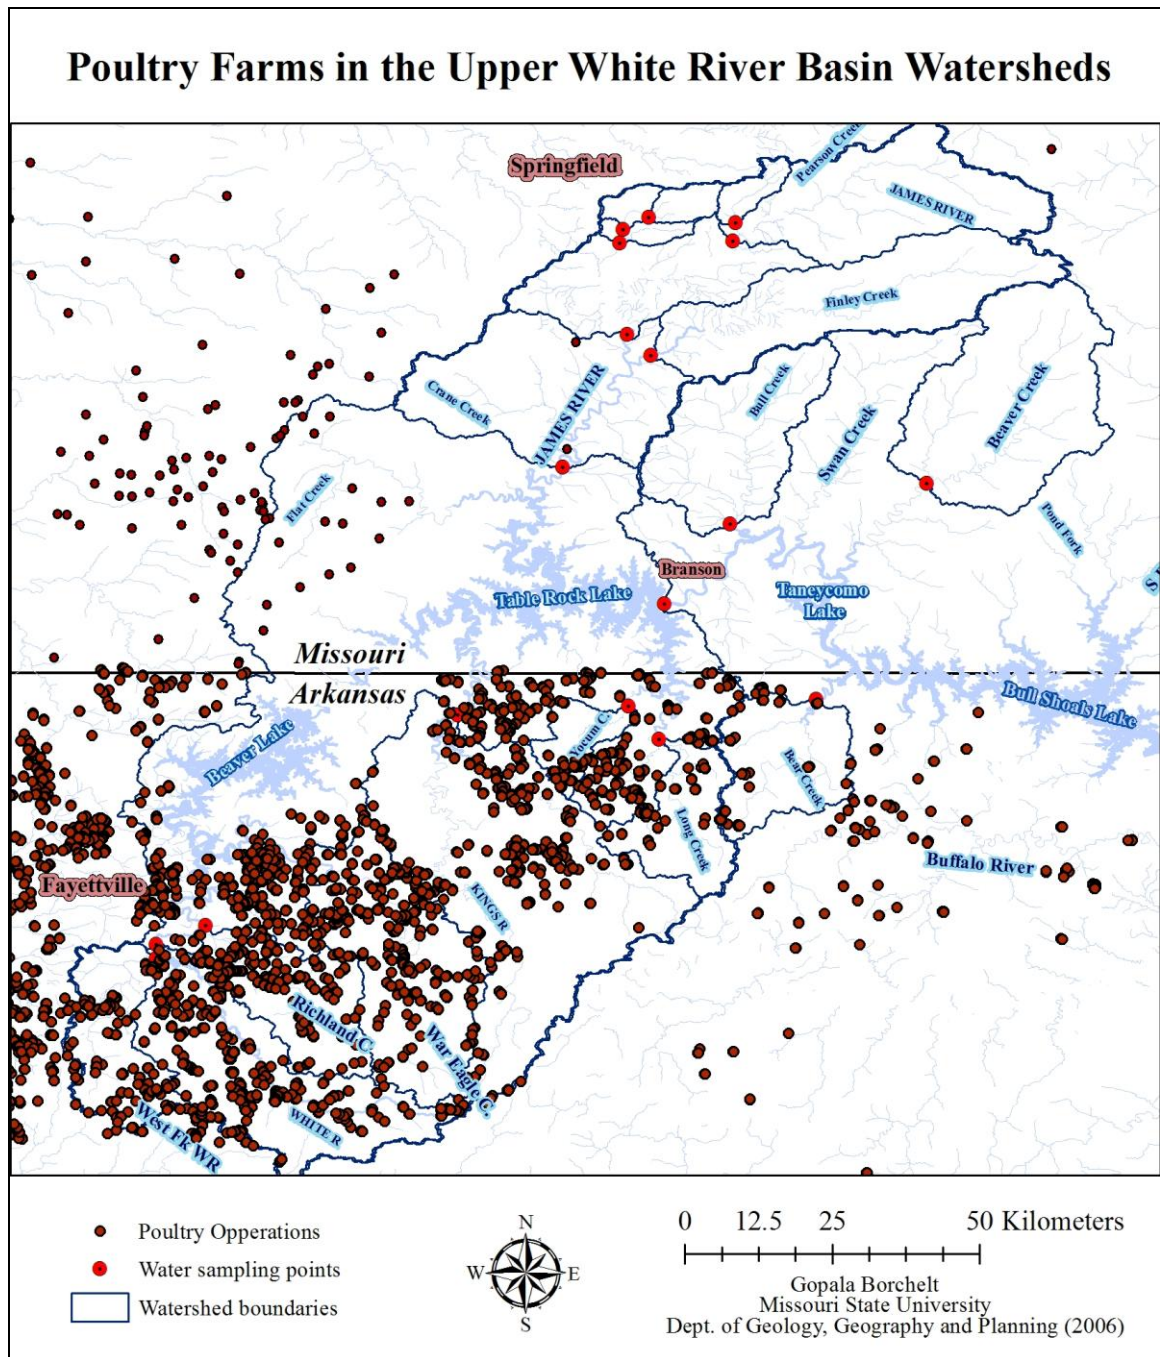 Poultry Farms in the Upper White River Basin Watersheds
Springfield
Pearson Creek
JAMES RIVER
Finley Creek
Crane Creek
JAMES RIVER
Bull Creek
Swan Creek
Beaver Creek
Flat Creek
Pond Fork
Branson
Table Rock Lake
Taneycomo
Lake
Missouri
Arkansas
Bull Shoals Lake
Beaver Lake
Yocum C.
Bear Creek
Long Creek
Buffalo River
Fayettville
KINGS R
Richland C.
War Eagle C.
WHITE R
West Fk WR
Poultry Opperations
Water sampling points
Watershed boundaries
N
W E
S
0 12.5 25 50 Kilometers
Gopala Borchelt
Missouri State University
Dept. of Geology, Geography and Planning (2006)